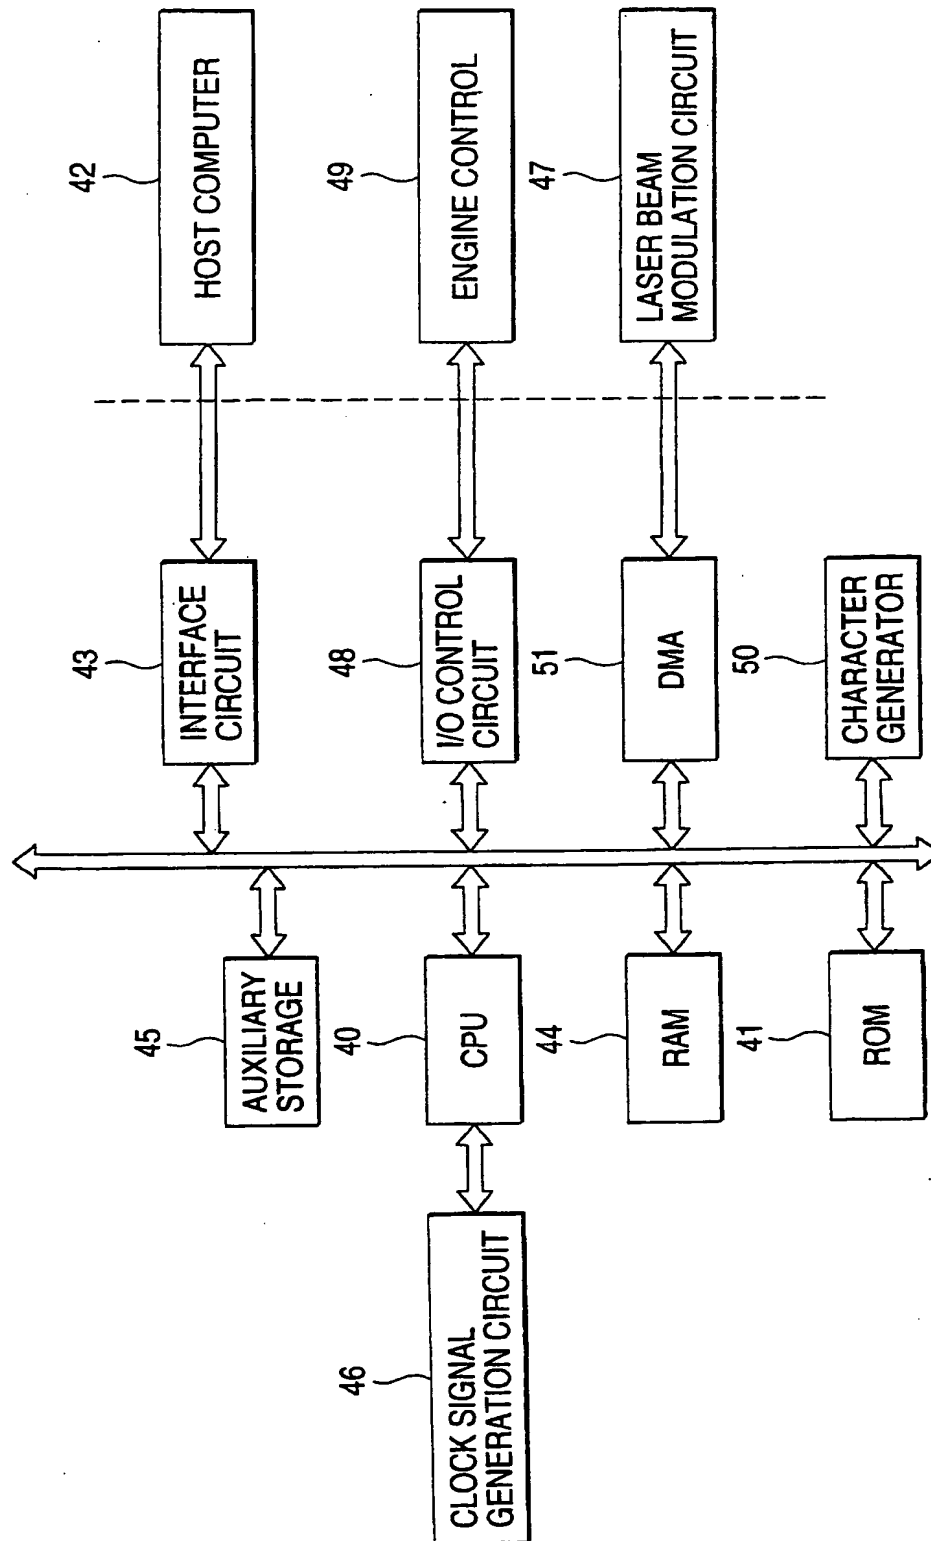 42
HOST COMPUTER
49
ENGINE CONTROL
47
LASER BEAM
MODULATION CIRCUIT
43
INTERFACE
CIRCUIT
48
I/O CONTROL
CIRCUIT
51
DMA
50
CHARACTER
GENERATOR
45
AUXILIARY
STORAGE
40
CPU
44
RAM
41
ROM
46
CLOCK SIGNAL
GENERATION CIRCUIT